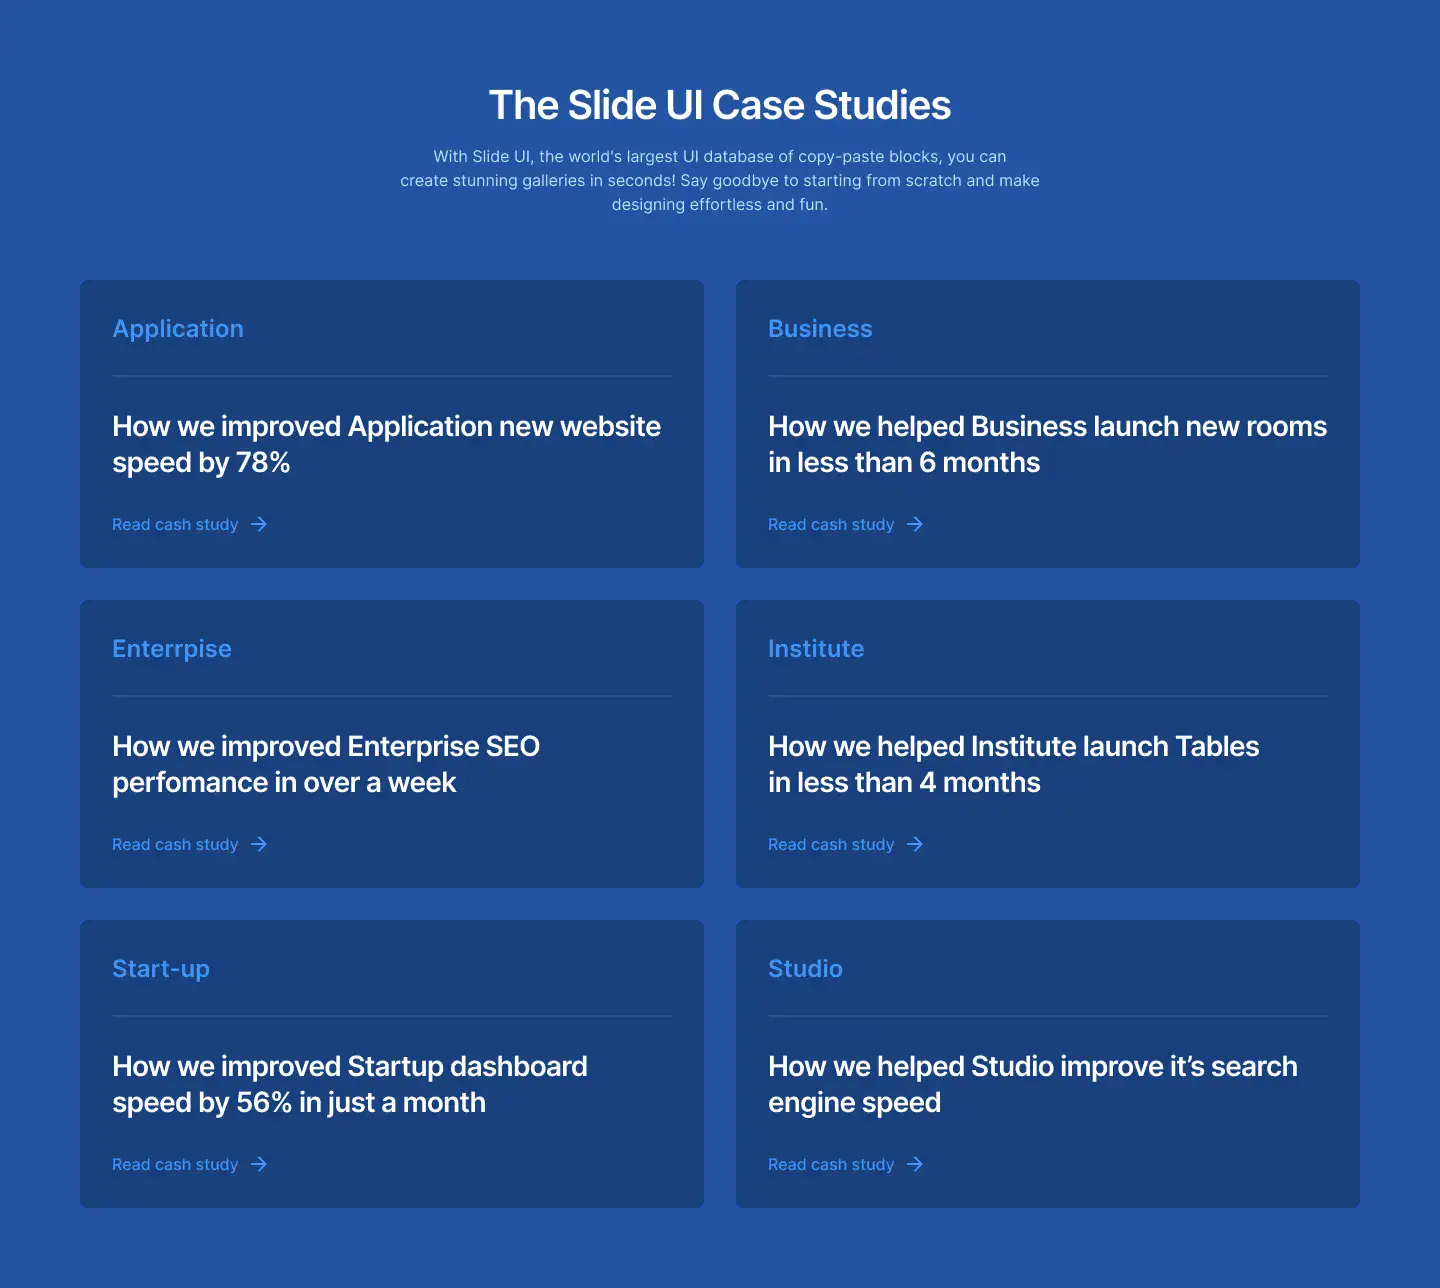 The Slide UI Case Studies
With Slide UI, the world's largest UI database of copy-paste blocks, you can
create stunning galleries in seconds! Say goodbye to starting from scratch and make
designing effortless and fun.
Application
How we improved Application new website
speed by 78%
Read cash study
Business
How we helped Business launch new rooms
in less than 6 months
Read cash study
Enterrpise
How we improved Enterprise SEO
perfomance in over a week
Read cash study
Institute
How we helped Institute launch Tables
in less than 4 months
Read cash study
Start-up
How we improved Startup dashboard
speed by 56% in just a month
Read cash study
Studio
How we helped Studio improve it’s search
engine speed
Read cash study